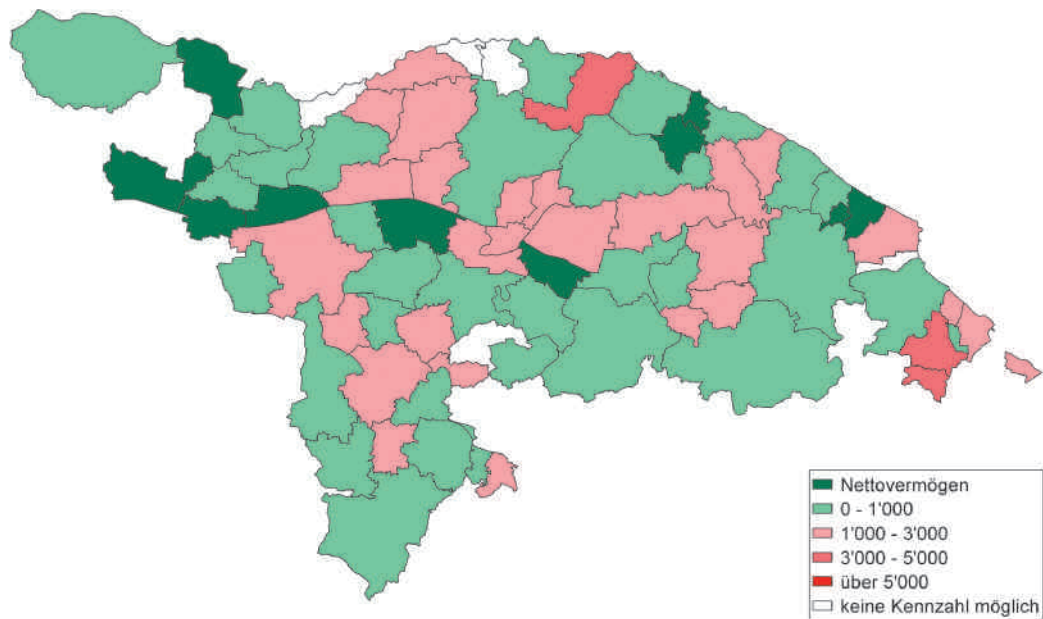 Nettovermögen
0 - 1'000
1'000 - 3'000
3'000 - 5'000
über 5'000
keine Kennzahl möglich